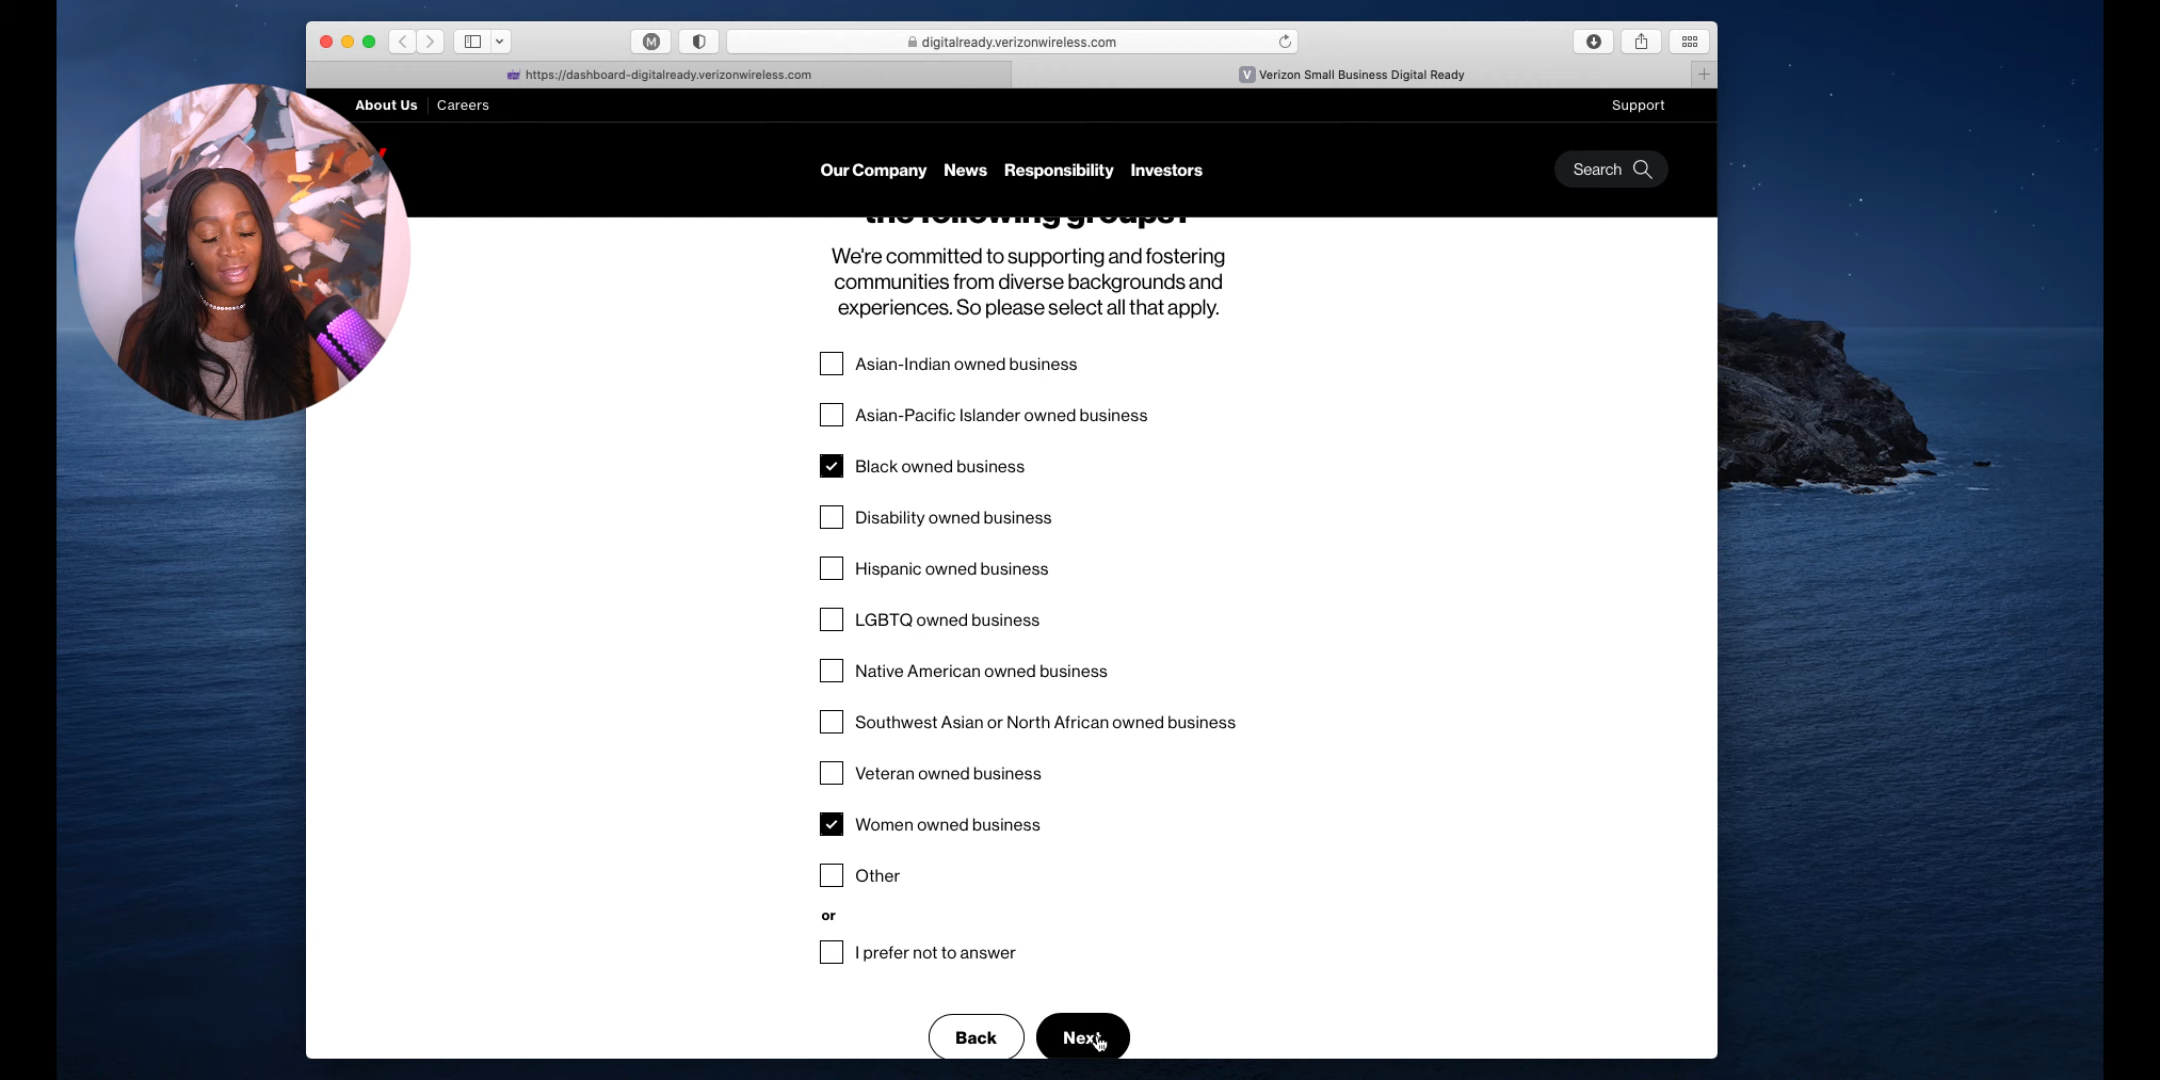 M
digitalready.verizonwireless.com
https://dashboard-digitalready.verizonwireless.com
V Verizon Small Business Digital Ready
About Us
Careers
Support
Our Company
News
Responsibility
Investors
Search
the following groups?
We're committed to supporting and fostering
communities from diverse backgrounds and
experiences. So please select all that apply.
Asian-Indian owned business
Asian-Pacific Islander owned business
Black owned business
Disability owned business
Hispanic owned business
LGBTQ owned business
Native American owned business
Southwest Asian or North African owned business
Veteran owned business
Women owned business
Other
or
I prefer not to answer
Back
Next